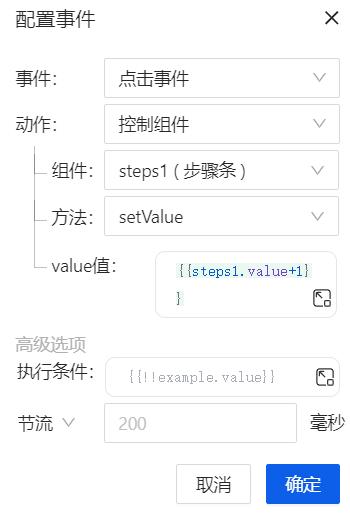 配置事件
事件： 点击事件
动作： 控制组件
组件： steps1 ( 步骤条 )
方法： setValue
value值： {{steps1.value+1}
}
高级选项
执行条件： {{!!example.value}}
节流 200 毫秒
取消 确定